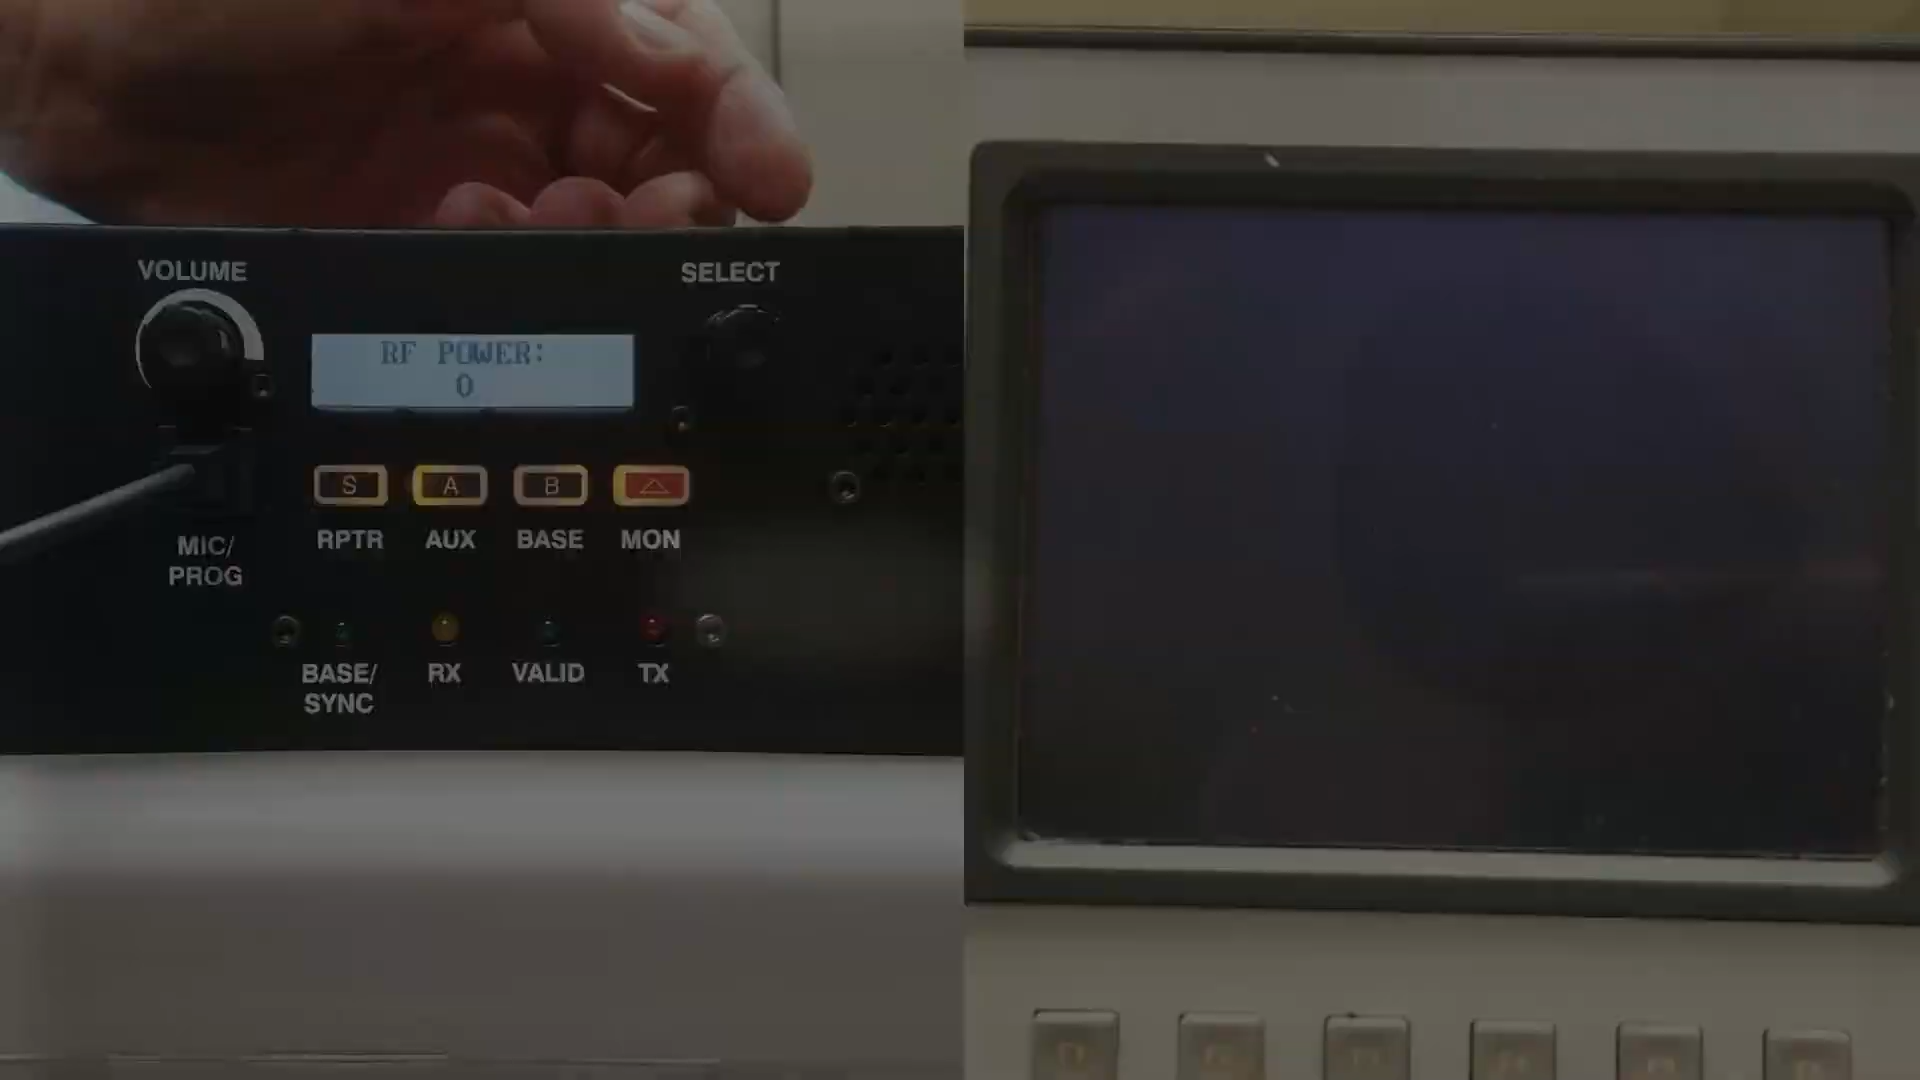 VOLUME
SELECT
RF POWER:
0
S A B
RPTR AUX BASE MON
MIC/
PROG
BASE/
SYNC
RX VALID TX